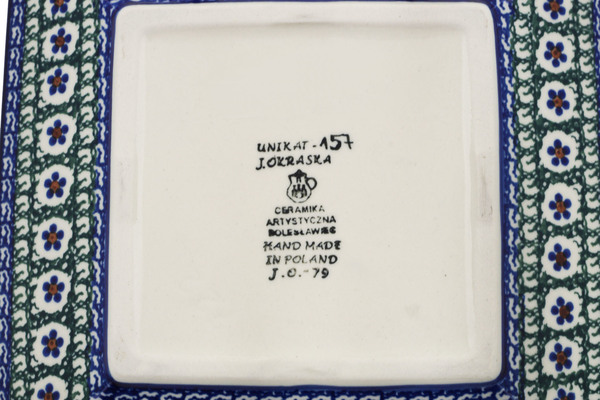 UNIKAT - 157
J. OKRASKA
CERAMIKA
ARTYSTYCZNA
BOLESŁAWIEC
HAND MADE
IN POLAND
J.O.-79